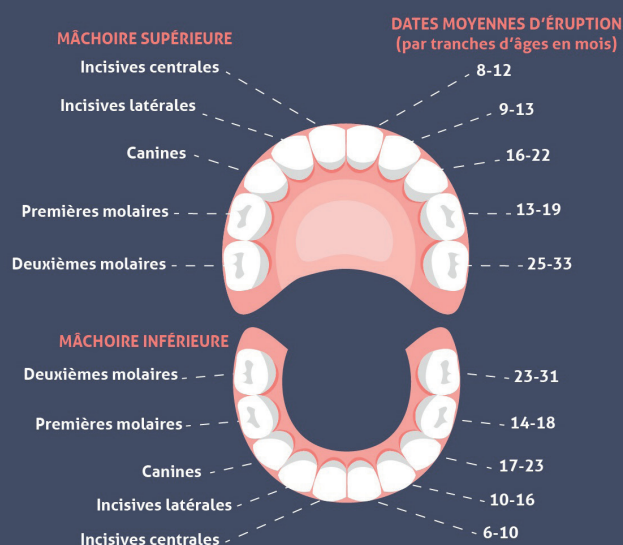 MÂCHOIRE SUPÉRIEURE
DATES MOYENNES D'ÉRUPTION
(par tranches d'âges en mois)
Incisives centrales
8-12
Incisives latérales
9-13
Canines
16-22
Premières molaires
13-19
Deuxièmes molaires
25-33
MÂCHOIRE INFÉRIEURE
Deuxièmes molaires
23-31
Premières molaires
14-18
Canines
17-23
Incisives latérales
10-16
Incisives centrales
6-10